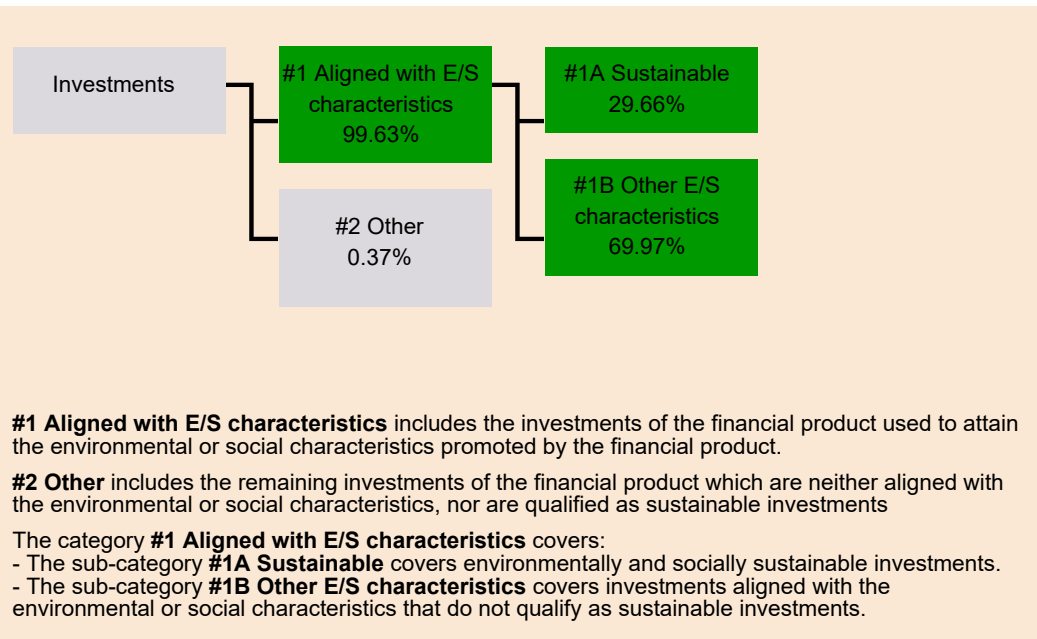 Investments
#1 Aligned with E/S
characteristics
99.63%
#1A Sustainable
29.66%
#1B Other E/S
characteristics
69.97%
#2 Other
0.37%
#1 Aligned with E/S characteristics includes the investments of the financial product used to attain
the environmental or social characteristics promoted by the financial product.
#2 Other includes the remaining investments of the financial product which are neither aligned with
the environmental or social characteristics, nor are qualified as sustainable investments
The category #1 Aligned with E/S characteristics covers:
- The sub-category #1A Sustainable covers environmentally and socially sustainable investments.
- The sub-category #1B Other E/S characteristics covers investments aligned with the
environmental or social characteristics that do not qualify as sustainable investments.